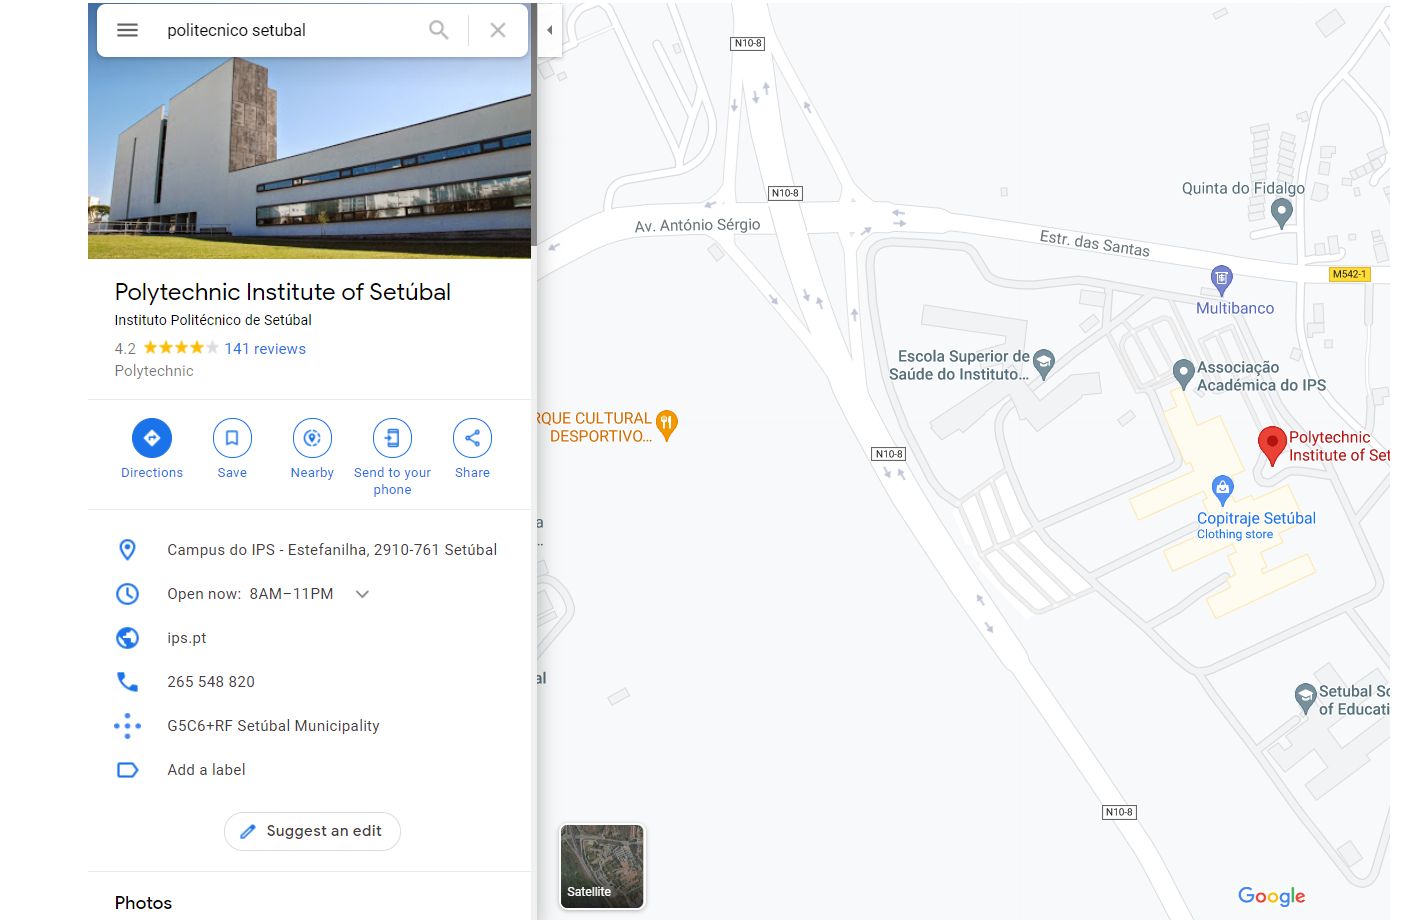 politecnico setubal
Polytechnic Institute of Setúbal
Instituto Politécnico de Setúbal
4.2 141 reviews
Polytechnic
Directions
Save
Nearby
Send to your
phone
Share
Campus do IPS - Estefanilha, 2910-761 Setúbal
Open now: 8AM–11PM
ips.pt
265 548 820
G5C6+RF Setúbal Municipality
Add a label
Suggest an edit
Photos
N10-8
N10-8
Quinta do Fidalgo
Av. António Sérgio
Estr. das Santas
M542-1
Multibanco
Escola Superior de
Saúde do Instituto...
Associação
Académica do IPS
RQUE CULTURAL
DESPORTIVO...
Polytechnic
Institute of Set
N10-8
Copitraje Setúbal
Clothing store
a
..
al
Setubal Sc
of Educati
N10-8
Satellite
Google